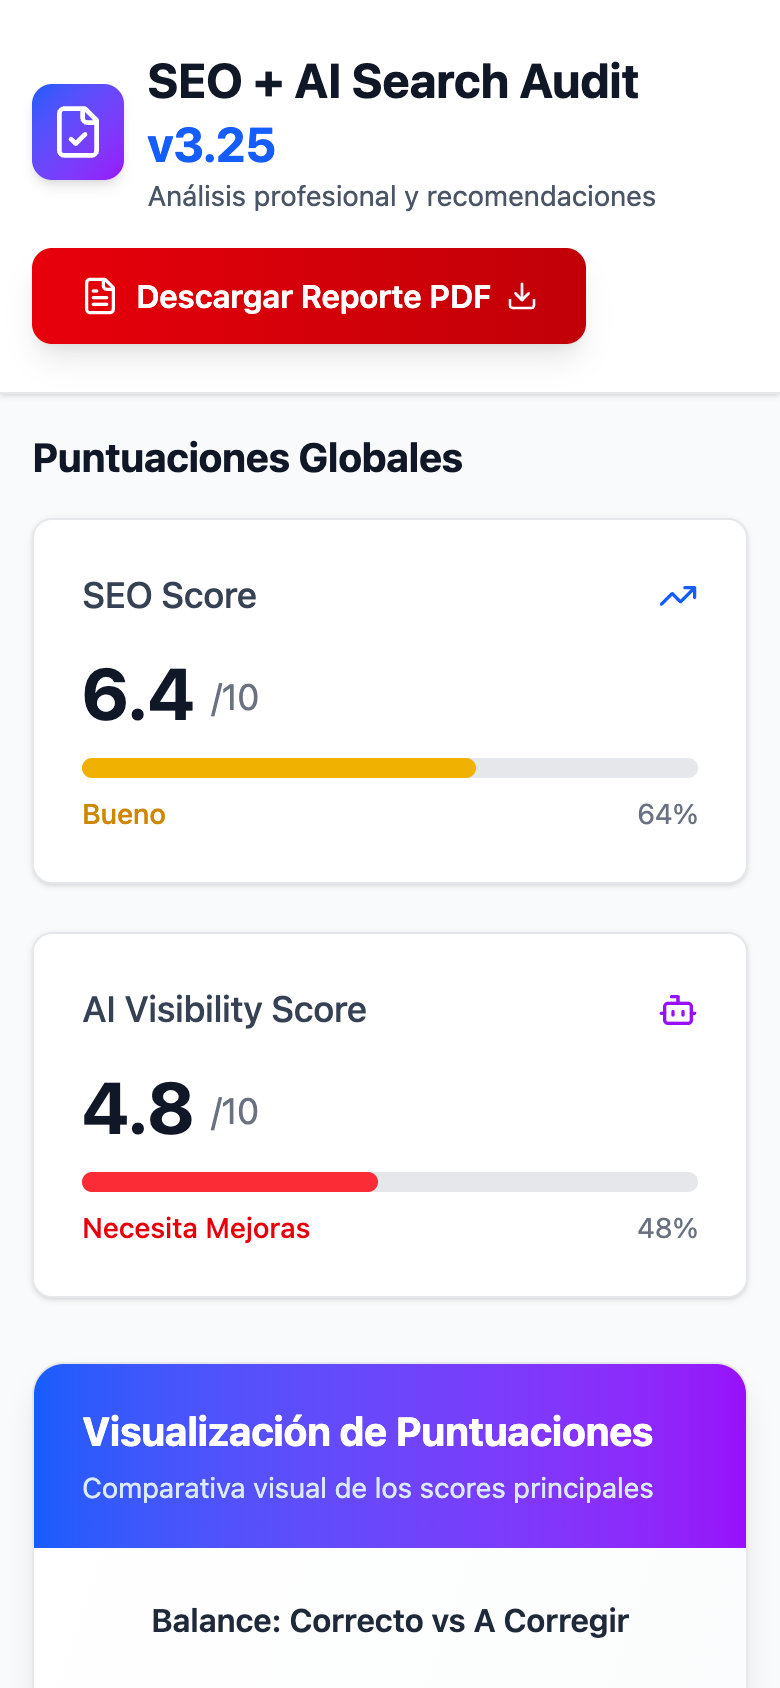 SEO + AI Search Audit
v3.25
Análisis profesional y recomendaciones
Descargar Reporte PDF
Puntuaciones Globales
SEO Score
6.4 /10
Bueno 64%
AI Visibility Score
4.8 /10
Necesita Mejoras 48%
Visualización de Puntuaciones
Comparativa visual de los scores principales
Balance: Correcto vs A Corregir